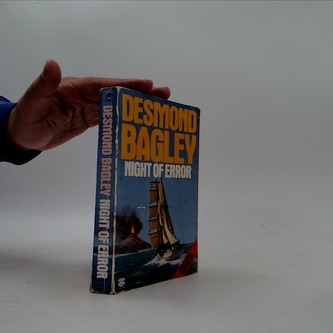 DESMOND
BAGLEY
NIGHT OF ERROR
DESMOND BAGLEY NIGHT OF ERROR